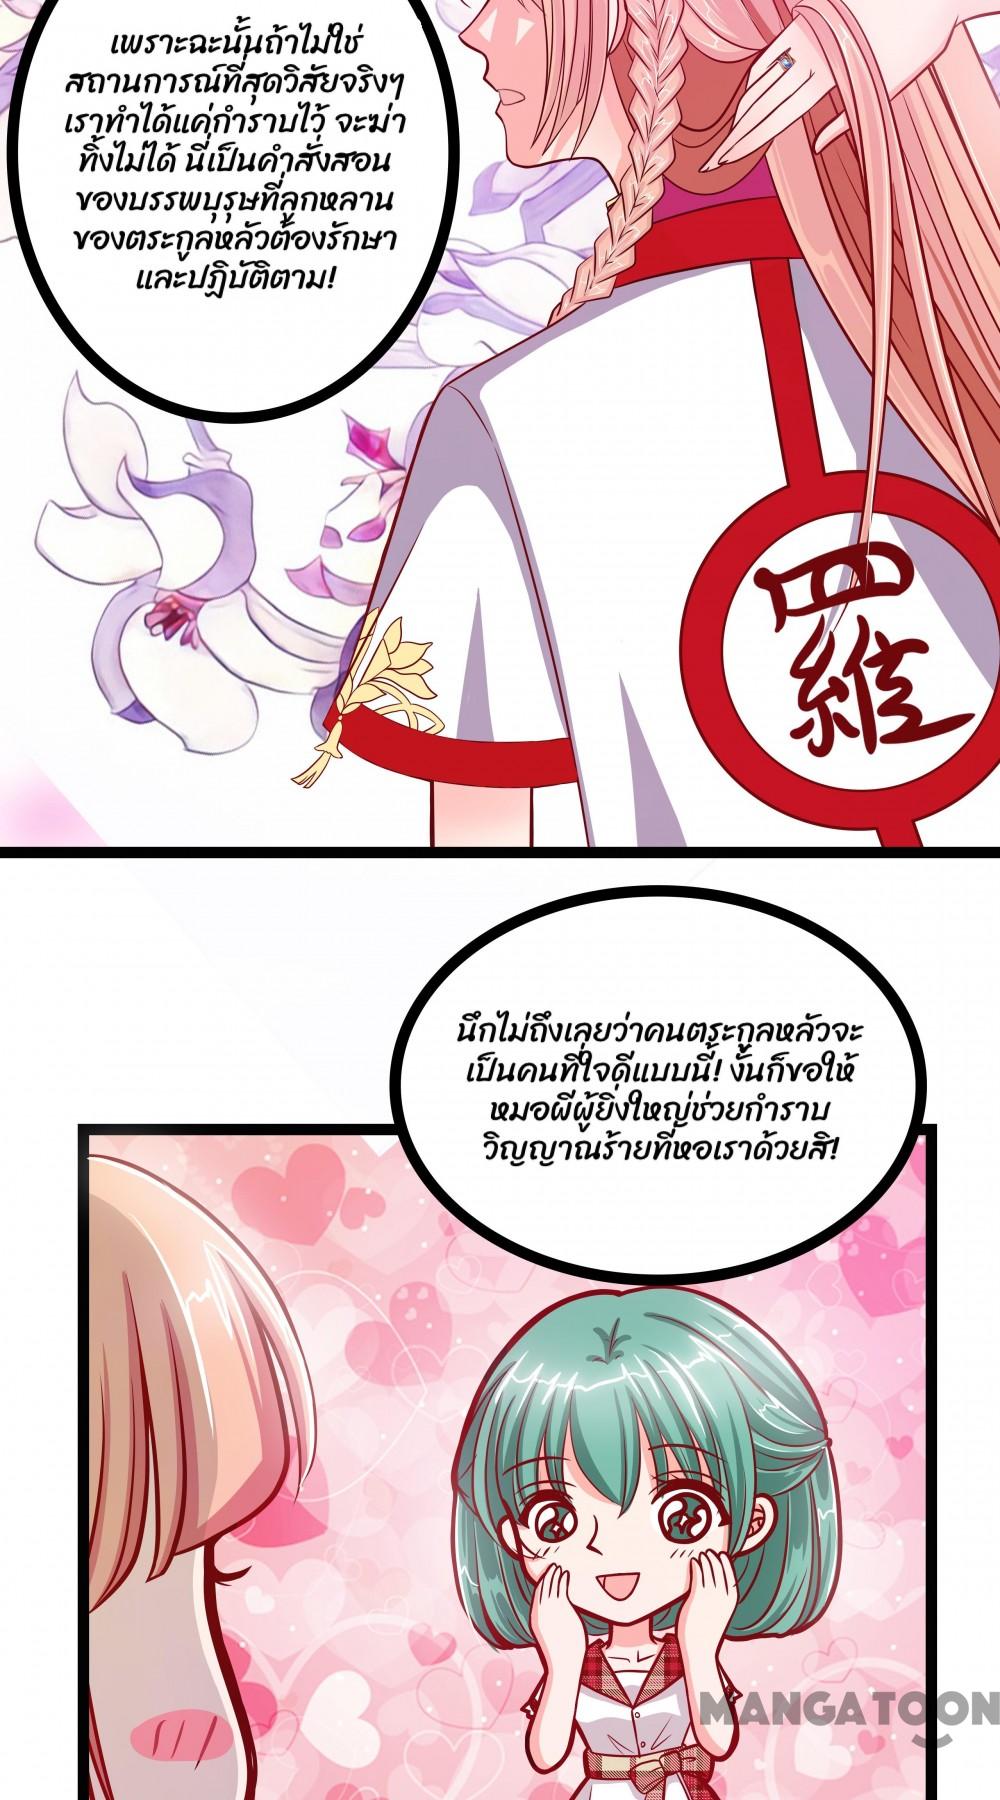 เพราะฉะนั้นถ้าไม่ใช่
สถานการณ์ที่สุดวิสัยจริงๆ
เราทำได้แค่กำราบไว้ จะฆ่า
ทิ้งไม่ได้ นี่เป็นคำสั่งสอน
ของบรรพบุรุษที่ลูกหลาน
ของตระกูลหลัวต้องรักษา
และปฏิบัติตาม!
羅
นึกไม่ถึงเลยว่าคนตระกูลหลัวจะ
เป็นคนที่ใจดีแบบนี้! งั้นก็ขอให้
หมอผีผู้ยิ่งใหญ่ช่วยกำราบ
วิญญาณร้ายที่หอเราด้วยสิ!
MANGATOON